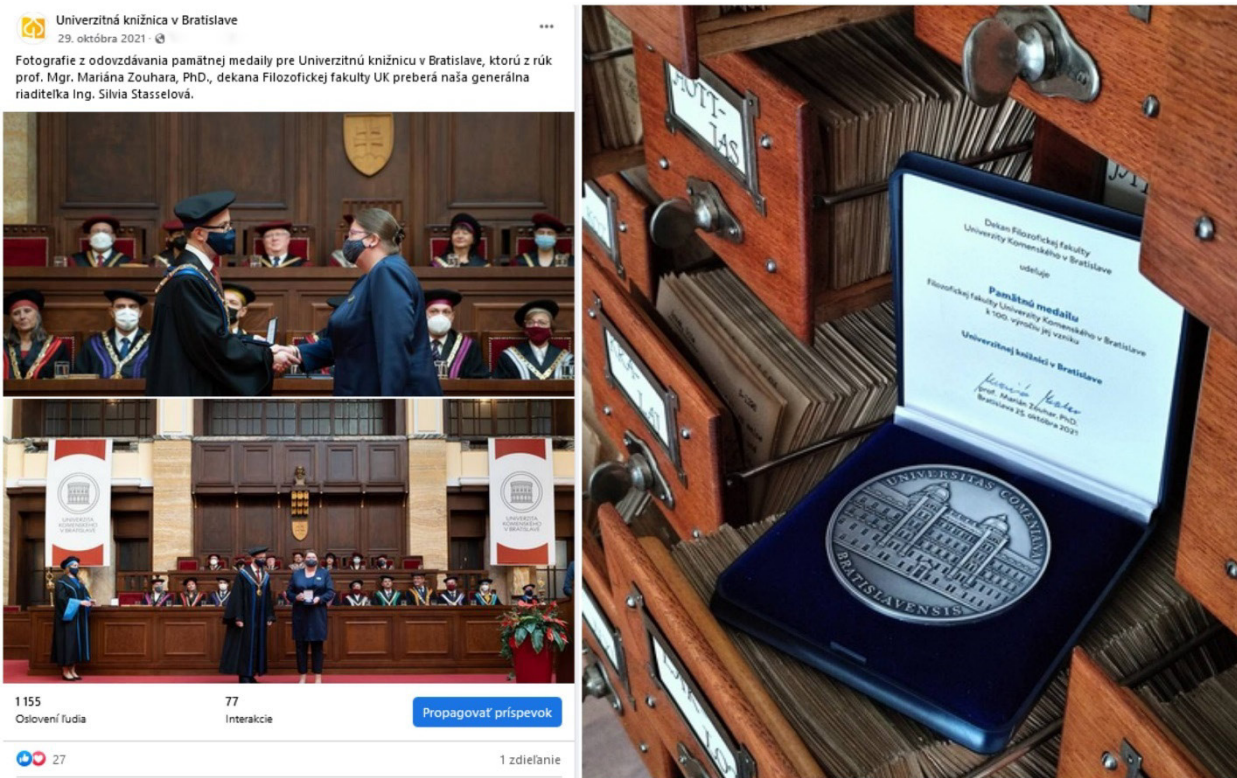 Univerzitná knižnica v Bratislave
29. októbra 2021 ·
Fotografie z odovzdávania pamätnej medaily pre Univerzitnú knižnicu v Bratislave, ktorú z rúk
prof. Mgr. Mariána Zouhara, PhD., dekana Filozofickej fakulty UK preberá naša generálna
riaditeľka Ing. Silvia Stasselová.
UNIVERZITA
KOMENSKÉHO
V BRATISLAVE
UNIVERZITA
KOMENSKÉHO
V BRATISLAVE
1 155
Oslovení ľudia
77
Interakcie
Propagovať príspevok
27
1 zdieľanie
HOTT-
JAS
Dekan Filozofickej fakulty
Univerzity Komenského v Bratislave
udeľuje
Pamätnú medailu
Filozofickej fakulty Univerzity Komenského v Bratislave
k 100. výročiu jej vzniku
Univerzitnej knižnici v Bratislave
prof. Marián Zouhar, PhD.
Bratislava 25. októbra 2021
UNIVERSITAS COMENIANA
BRATISLAVENSIS